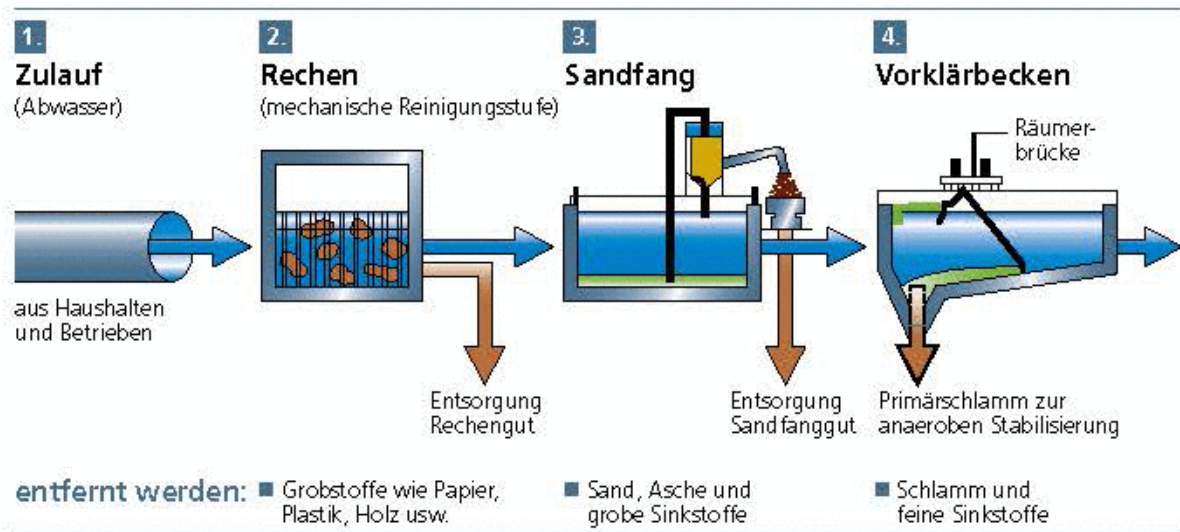 1.
Zulauf
(Abwasser)
aus Haushalten
und Betrieben
2.
Rechen
(mechanische Reinigungsstufe)
Entsorgung
Rechengut
3.
Sandfang
Entsorgung
Sandfanggut
4.
Vorklärbecken
Räumer-
brücke
Primärschlamm zur
anaeroben Stabilisierung
entfernt werden:
Grobstoffe wie Papier,
Plastik, Holz usw.
Sand, Asche und
grobe Sinkstoffe
Schlamm und
feine Sinkstoffe